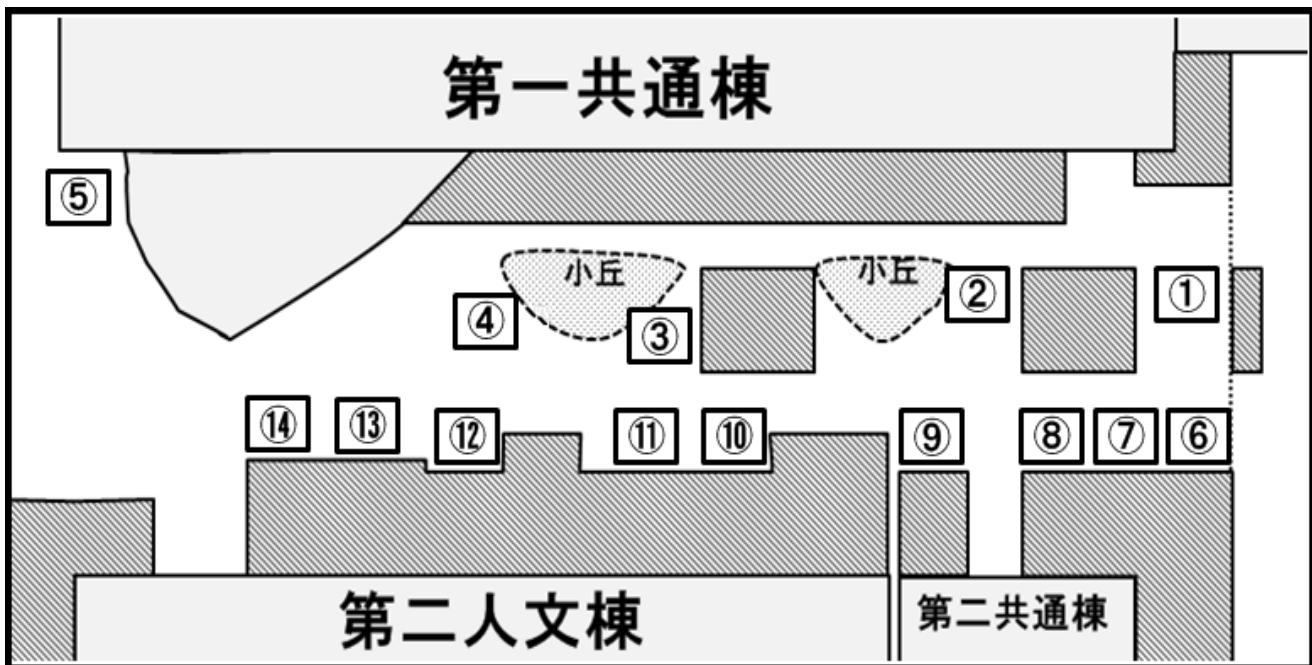 第一共通棟
⑤
小丘
小丘
②
①
④
③
⑭
⑬
⑫
⑪
⑩
⑨
⑧
⑦
⑥
第二人文棟
第二共通棟